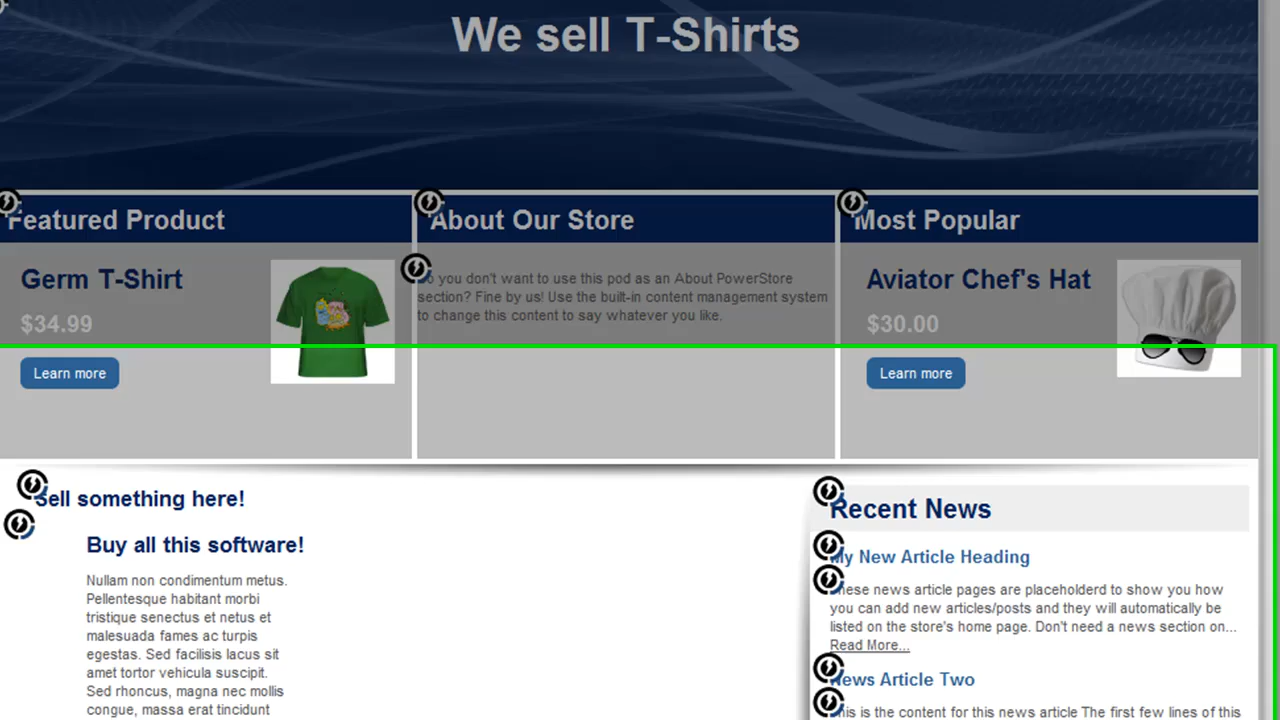 We sell T-Shirts
Featured Product
Germ T-Shirt
$34.99
Learn more
About Our Store
So you don't want to use this pod as an About PowerStore
section? Fine by us! Use the built-in content management system
to change this content to say whatever you like.
Most Popular
Aviator Chef's Hat
$30.00
Learn more
Sell something here!
Buy all this software!
Nullam non condimentum metus.
Pellentesque habitant morbi
tristique senectus et netus et
malesuada fames ac turpis
egestas. Sed facilisis lacus sit
amet tortor vehicula suscipit.
Sed rhoncus, magna nec mollis
congue, massa erat tincidunt
Recent News
My New Article Heading
These news article pages are placeholderd to show you how
you can add new articles/posts and they will automatically be
listed on the store's home page. Don't need a news section on...
Read More...
News Article Two
This is the content for this news article The first few lines of this